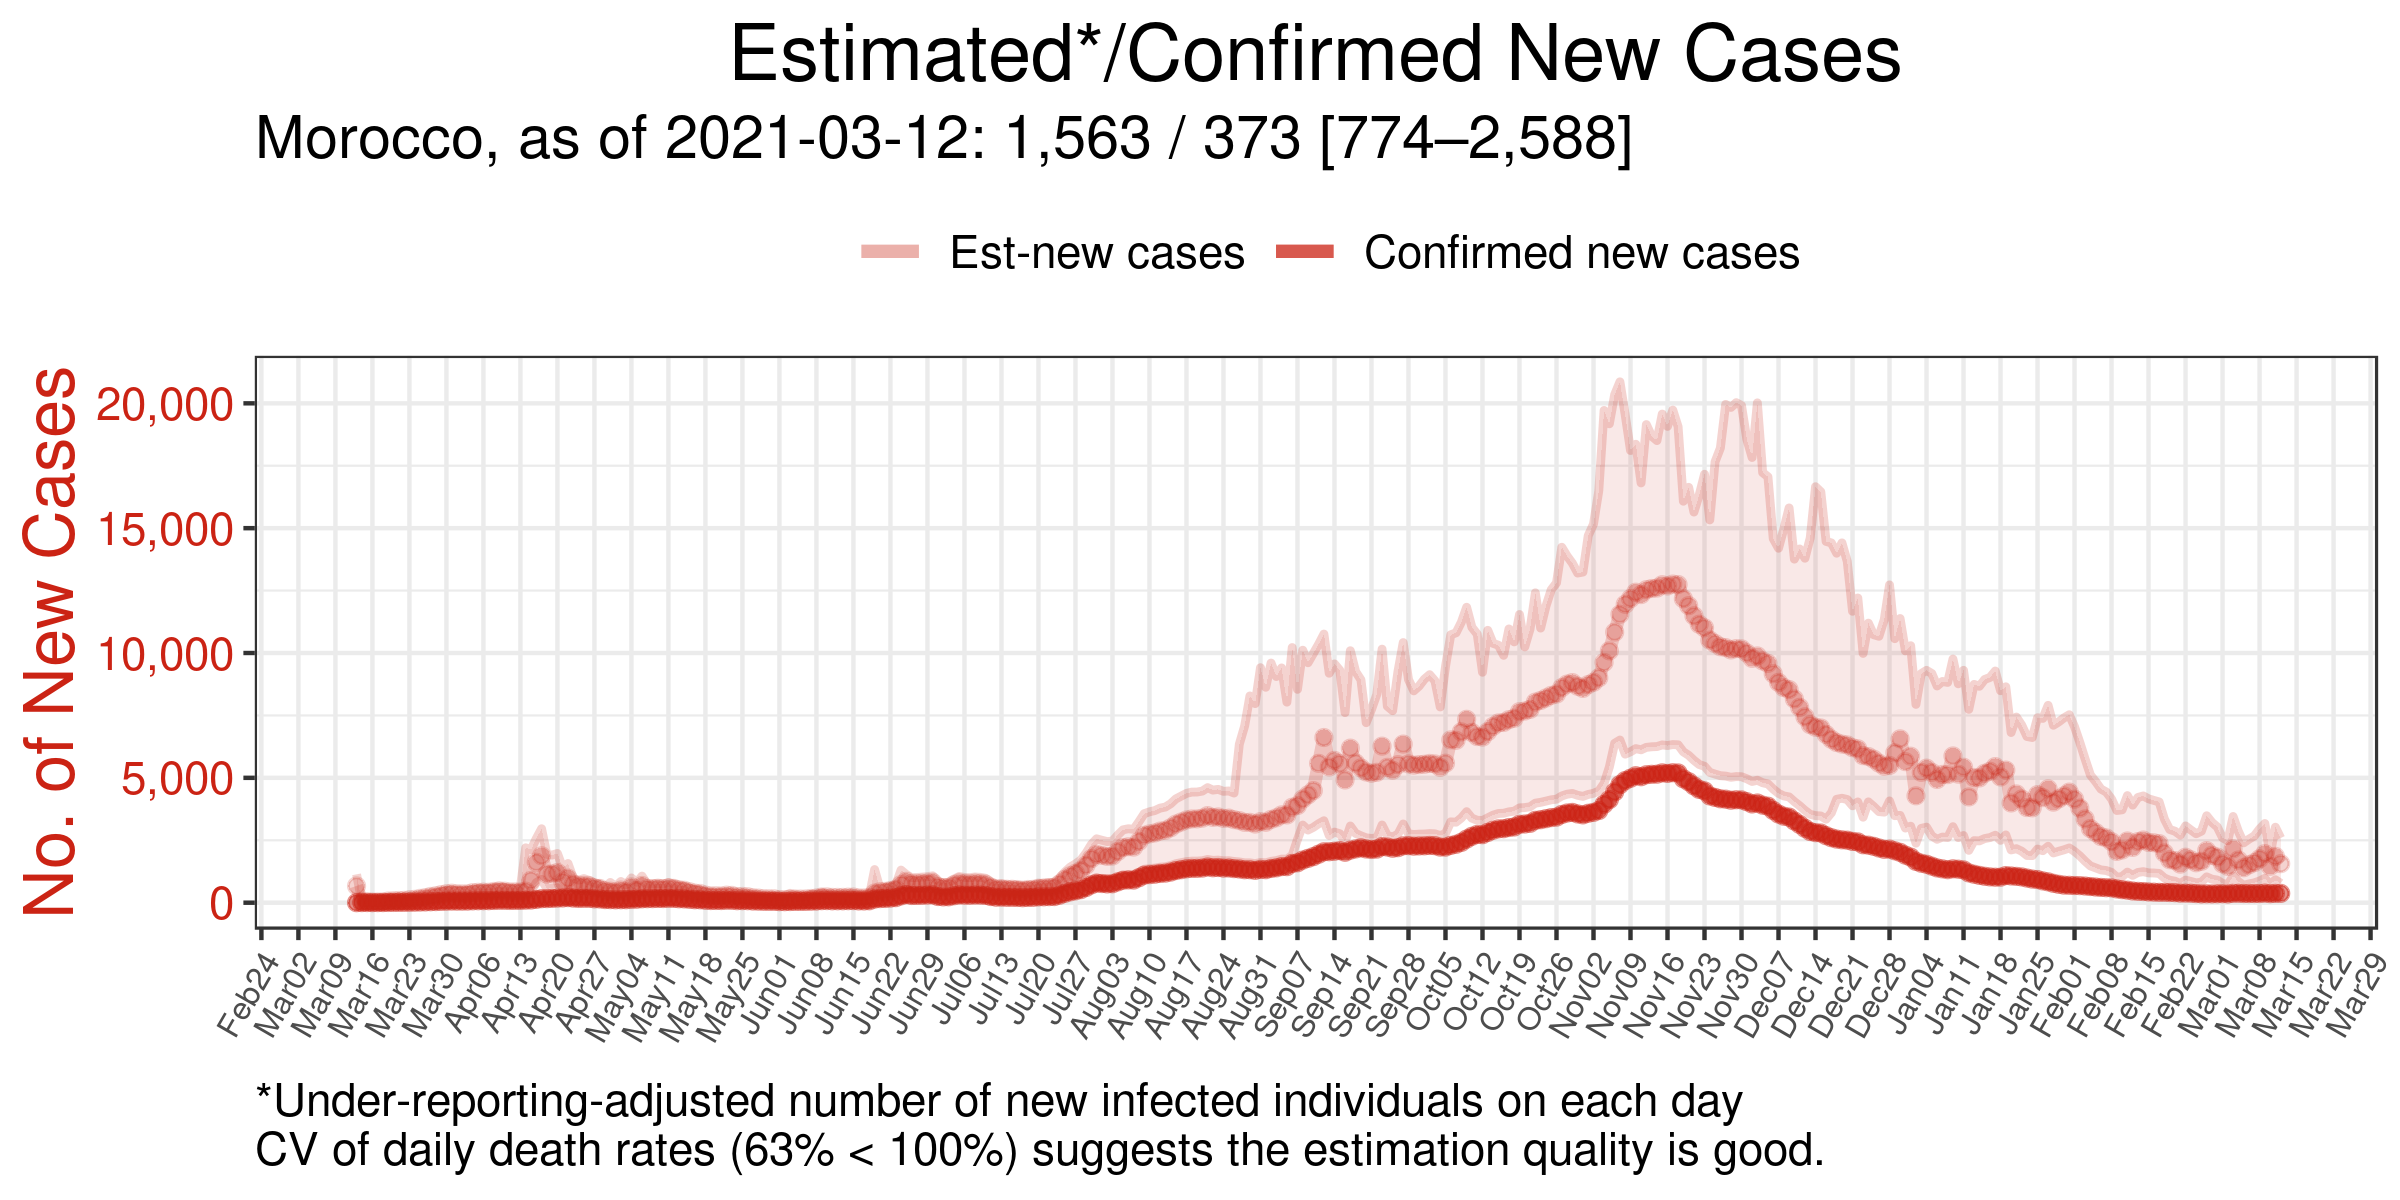 Estimated*/Confirmed New Cases
Morocco, as of 2021-03-12: 1,563 / 373 [774–2,588]
Est-new cases Confirmed new cases
No. of New Cases
20,000
15,000
10,000
5,000
0
Feb24 Mar02 Mar09 Mar16 Mar23 Mar30 Apr06 Apr13 Apr20 Apr27 May04 May11 May18 May25 Jun01 Jun08 Jun15 Jun22 Jun29 Jul06 Jul13 Jul20 Jul27 Aug03 Aug10 Aug17 Aug24 Aug31 Sep07 Sep14 Sep21 Sep28 Oct05 Oct12 Oct19 Oct26 Nov02 Nov09 Nov16 Nov23 Nov30 Dec07 Dec14 Dec21 Dec28 Jan04 Jan11 Jan18 Jan25 Feb01 Feb08 Feb15 Feb22 Mar01 Mar08 Mar15 Mar22 Mar29
*Under-reporting-adjusted number of new infected individuals on each day
CV of daily death rates (63% < 100%) suggests the estimation quality is good.